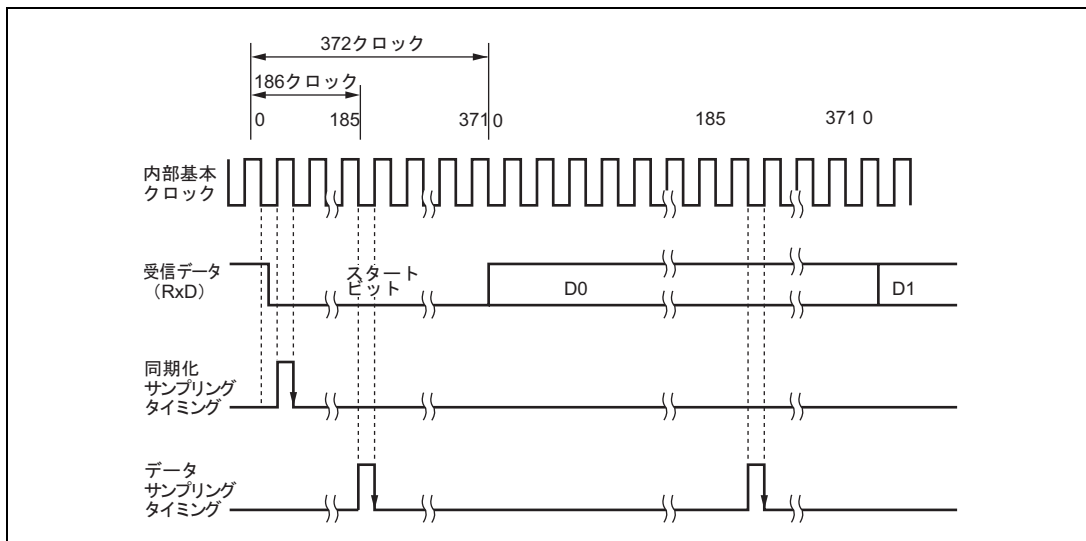 372クロック
186クロック
0 185 371 0 185 371 0
内部基本
クロック
受信データ
(RxD)
スタート
ビット
D0 D1
同期化
サンプリング
タイミング
データ
サンプリング
タイミング